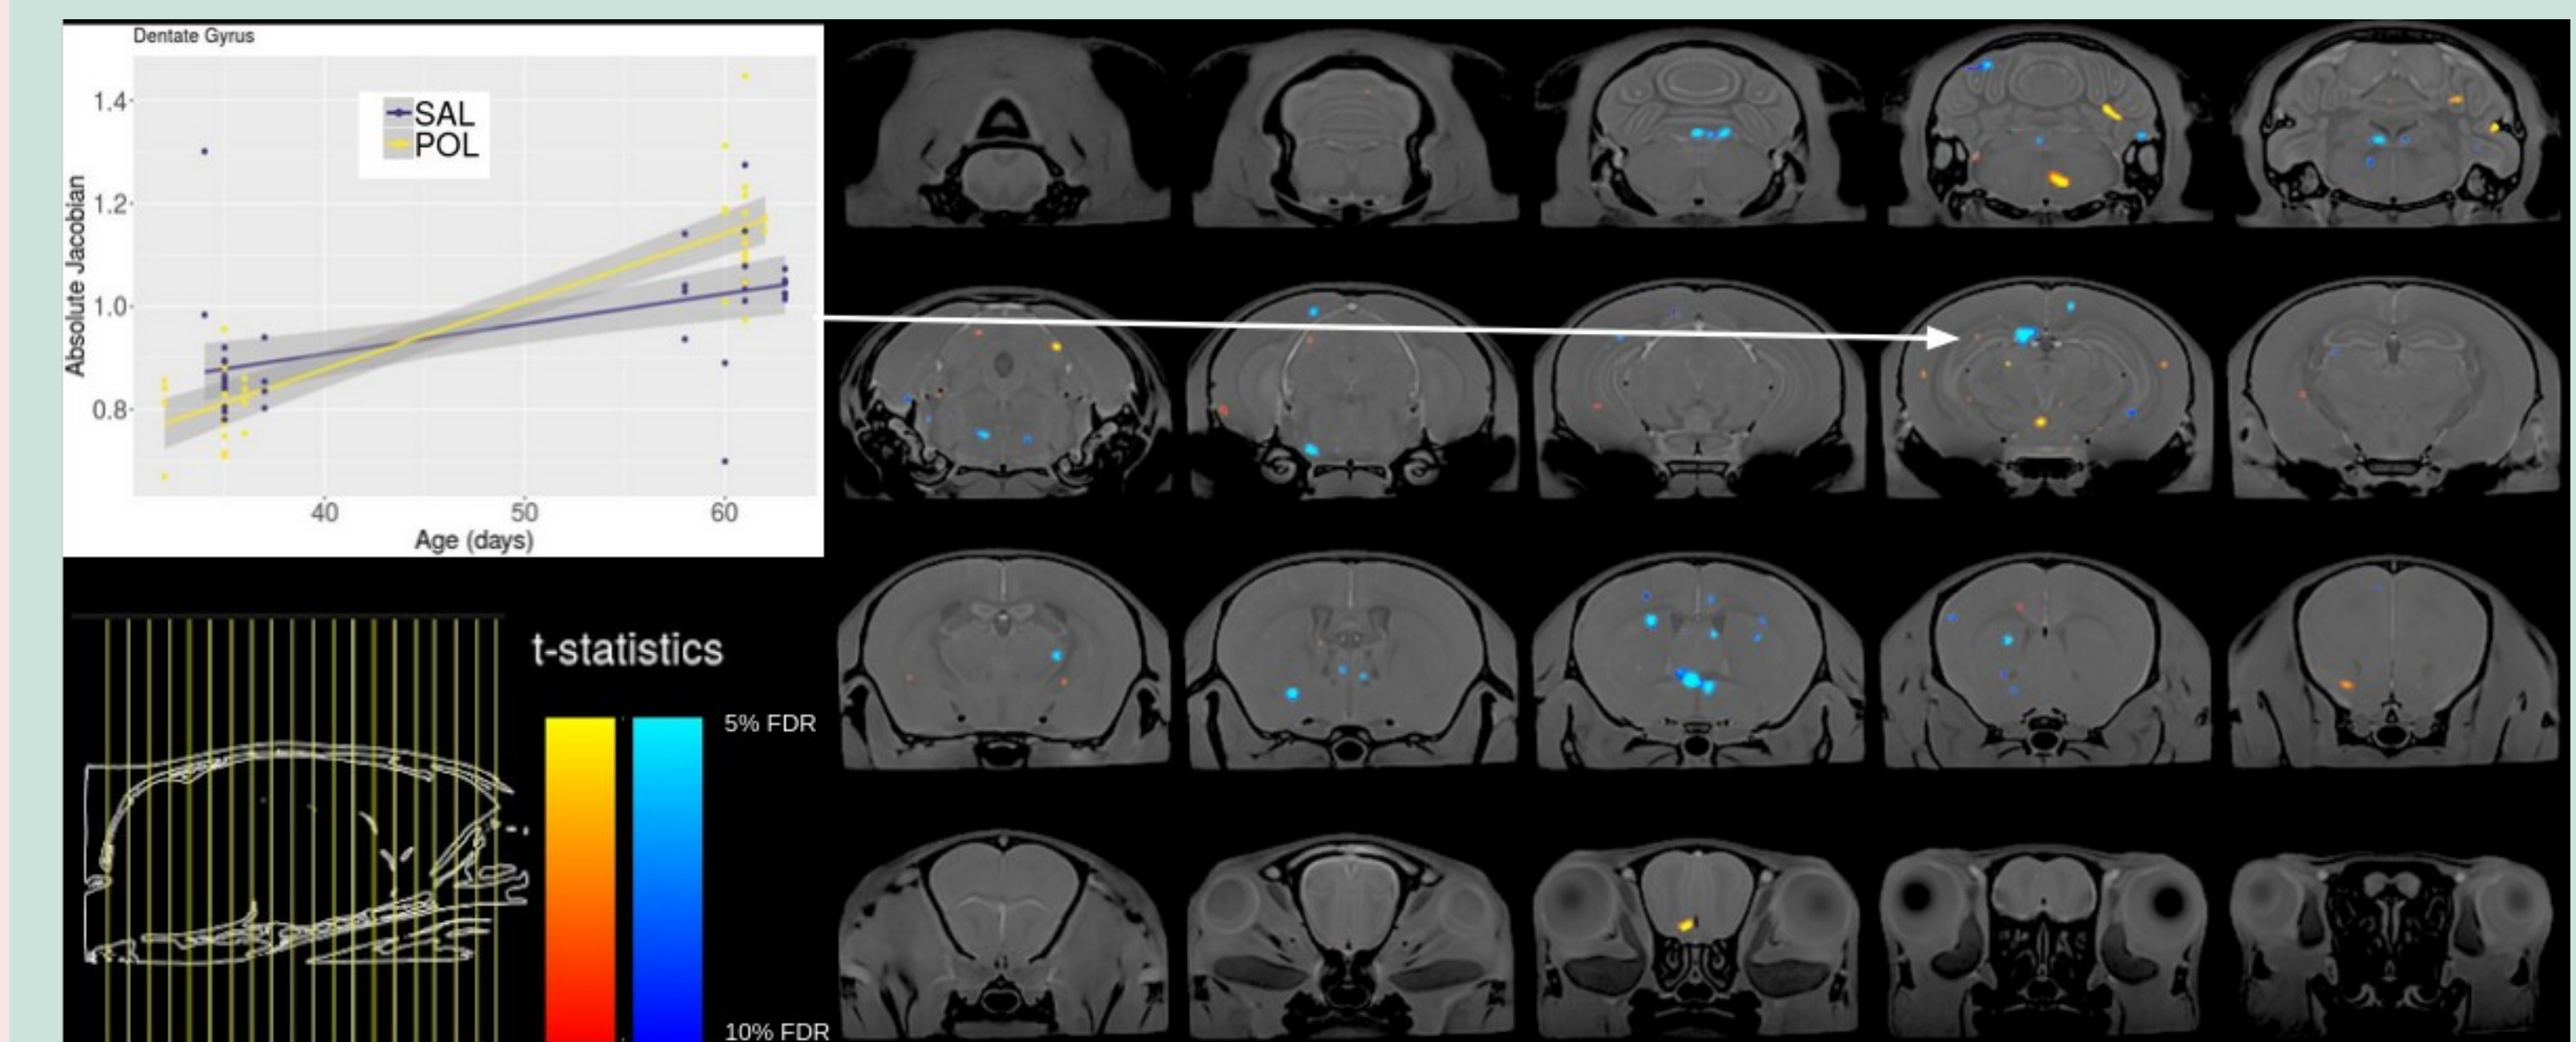 Dentate Gyrus
Absolute Jacobian
1.4
1.2
1.0
0.8
SAL
POL
40 50 60
Age (days)
t-statistics
5% FDR
10% FDR